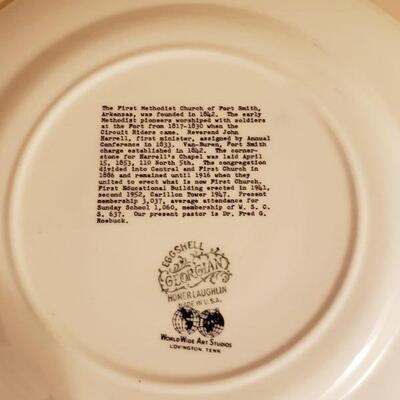 The First Methodist Church of Fort Smith,
Arkansas, was founded in 1842. The early
Methodist pioneers worshiped with soldiers
at the Fort from 1817-1830 when the
Circuit Riders came. Reverend John
Harrell, first minister, assigned by Annual
Conference in 1833. Van-Buren, Fort Smith
charge established in 1842. The corner-
stone for Harrell's Chapel was laid April
15, 1853, 110 North 5th. The congregation
divided into Central and First Church in
1886 and remained until 1916 when they
united to erect what is now First Church.
First Educational Building erected in 1941,
second 1952, Carillon Tower 1947. Present
membership 3,037, average attendance for
Sunday School 1,060, membership of W. S. C.
S. 637. Our present pastor is Dr. Fred G.
Roebuck.
EGGSHELL
GEORGIAN
HOMER LAUGHLIN
MADE IN U.S.A.
WORLD WIDE ART STUDIOS
COVINGTON, TENN.